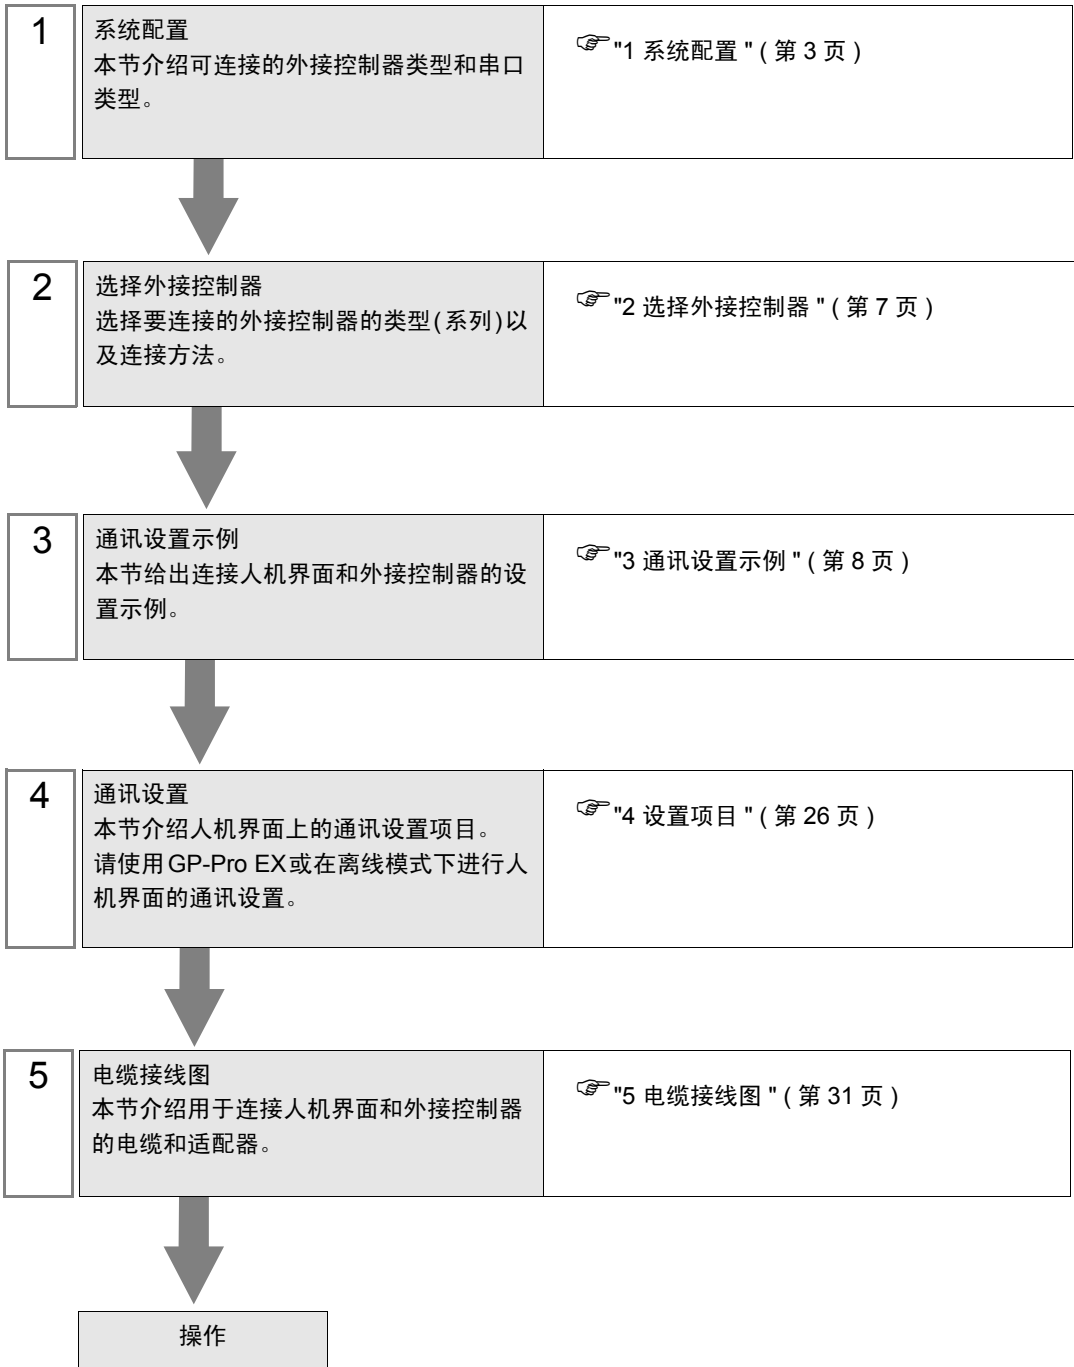 1
系统配置
本节介绍可连接的外接控制器类型和串口
类型。
☞"1 系统配置 " ( 第 3 页 )
2
选择外接控制器
选择要连接的外接控制器的类型(系列)以
及连接方法。
☞"2 选择外接控制器 " ( 第 7 页 )
3
通讯设置示例
本节给出连接人机界面和外接控制器的设
置示例。
☞"3 通讯设置示例 " ( 第 8 页 )
4
通讯设置
本节介绍人机界面上的通讯设置项目。
请使用GP-Pro EX或在离线模式下进行人
机界面的通讯设置。
☞"4 设置项目 " ( 第 26 页 )
5
电缆接线图
本节介绍用于连接人机界面和外接控制器
的电缆和适配器。
☞"5 电缆接线图 " ( 第 31 页 )
操作